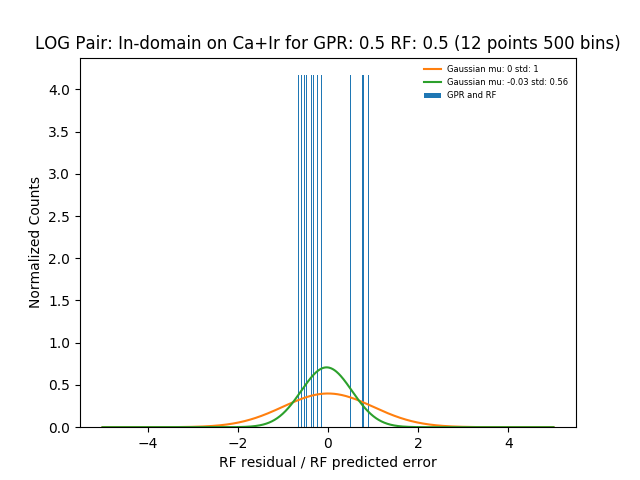 LOG Pair: In-domain on Ca+Ir for GPR: 0.5 RF: 0.5 (12 points 500 bins)
Gaussian mu: 0 std: 1
Gaussian mu: -0.03 std: 0.56
GPR and RF
4.0
3.5
3.0
2.5
2.0
1.5
1.0
0.5
0.0
Normalized Counts
−4 −2 0 2 4
RF residual / RF predicted error